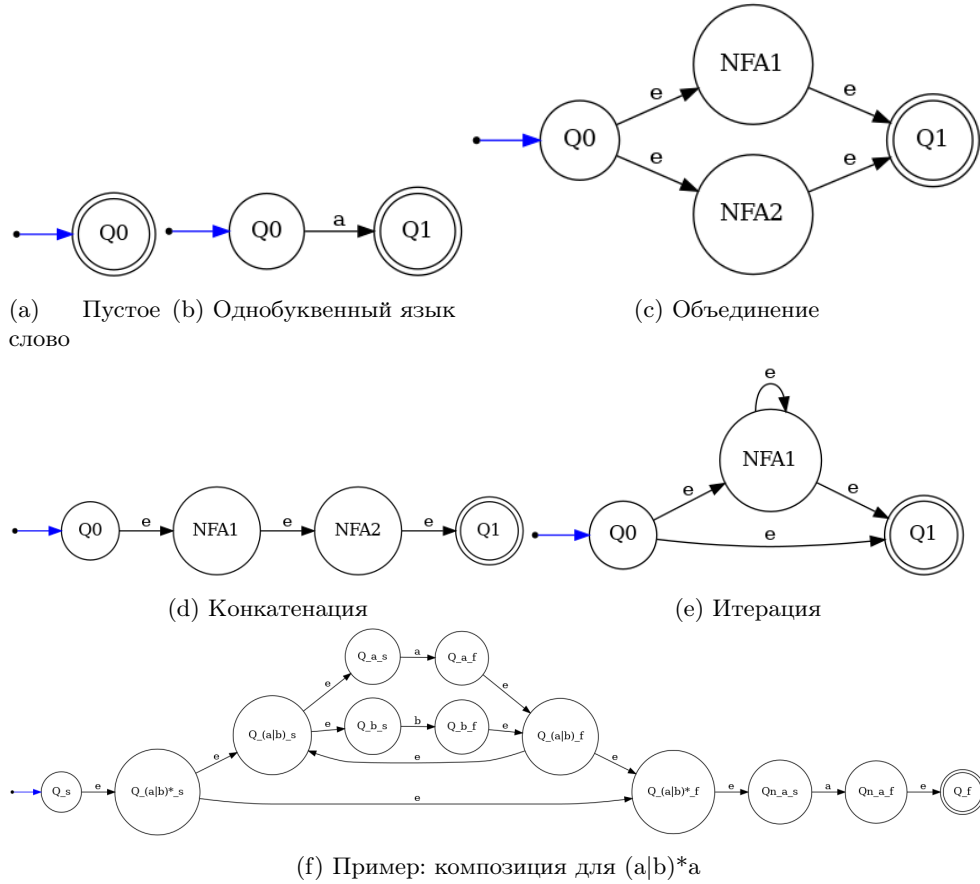 NFA1
e
e
Q0
Q1
e
e
NFA2
Q0
Q0
a
Q1
(a) Пустое слово
(b) Однобуквенный язык
(c) Объединение
e
NFA1
e
e
Q0
e
Q1
Q0
e
NFA1
e
NFA2
e
Q1
(d) Конкатенация
(e) Итерация
Q_a_s
a
Q_a_f
e
e
Q_(a|b)_s
e
Q_b_s
b
Q_b_f
e
Q_(a|b)_f
e
e
e
Q_s
e
Q_(a|b)*_s
e
Q_(a|b)*_f
e
Qn_a_s
a
Qn_a_f
e
Q_f
(f) Пример: композиция для (a|b)*a